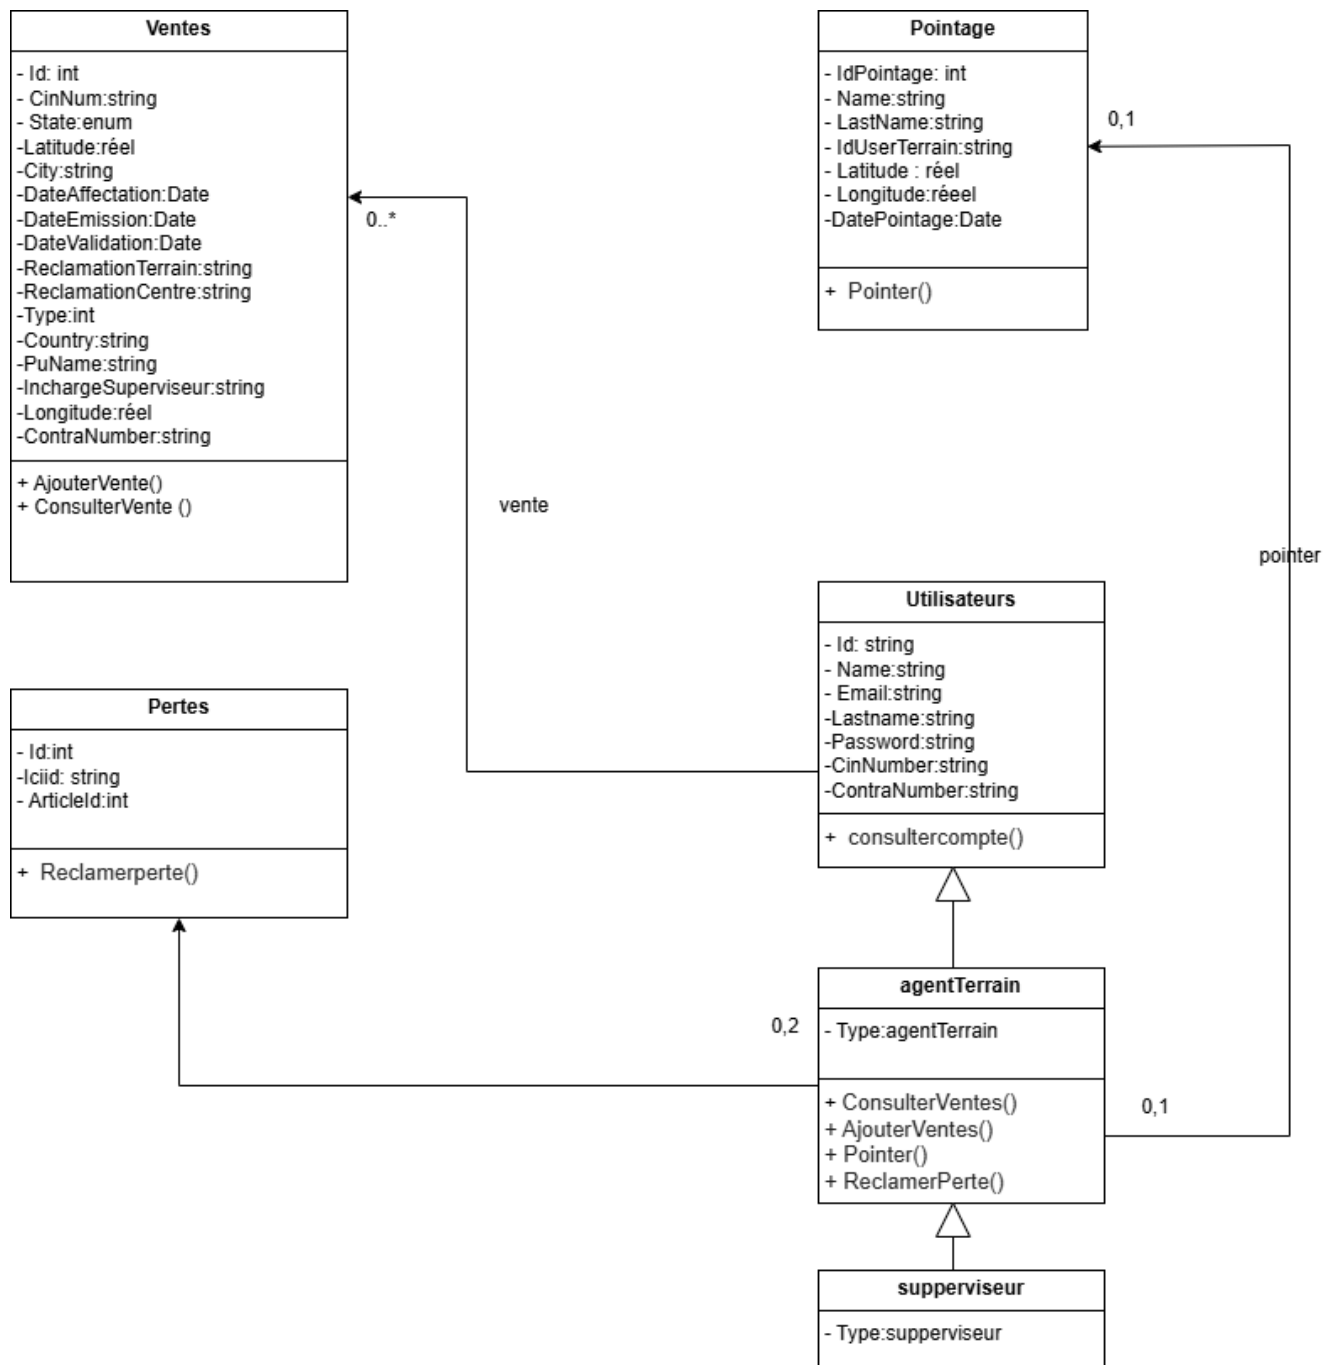 Ventes
- Id: int
- CinNum:string
- State:enum
-Latitude:réel
-City:string
-DateAffectation:Date
-DateEmission:Date
-DateValidation:Date
-ReclamationTerrain:string
-ReclamationCentre:string
-Type:int
-Country:string
-PuName:string
-InchargeSuperviseur:string
-Longitude:réel
-ContraNumber:string
+ AjouterVente()
+ ConsulterVente ()
0..*
vente
Pointage
- IdPointage: int
- Name:string
- LastName:string
- IdUserTerrain:string
- Latitude : réel
- Longitude:réeel
-DatePointage:Date
+ Pointer()
0,1
pointer
Utilisateurs
- Id: string
- Name:string
- Email:string
-Lastname:string
-Password:string
-CinNumber:string
-ContraNumber:string
+ consultercompte()
Pertes
- Id:int
-Iciid: string
- ArticleId:int
+ Reclamerperte()
0,2
agentTerrain
- Type:agentTerrain
+ ConsulterVentes()
+ AjouterVentes()
+ Pointer()
+ ReclamerPerte()
0,1
supperviseur
- Type:supperviseur